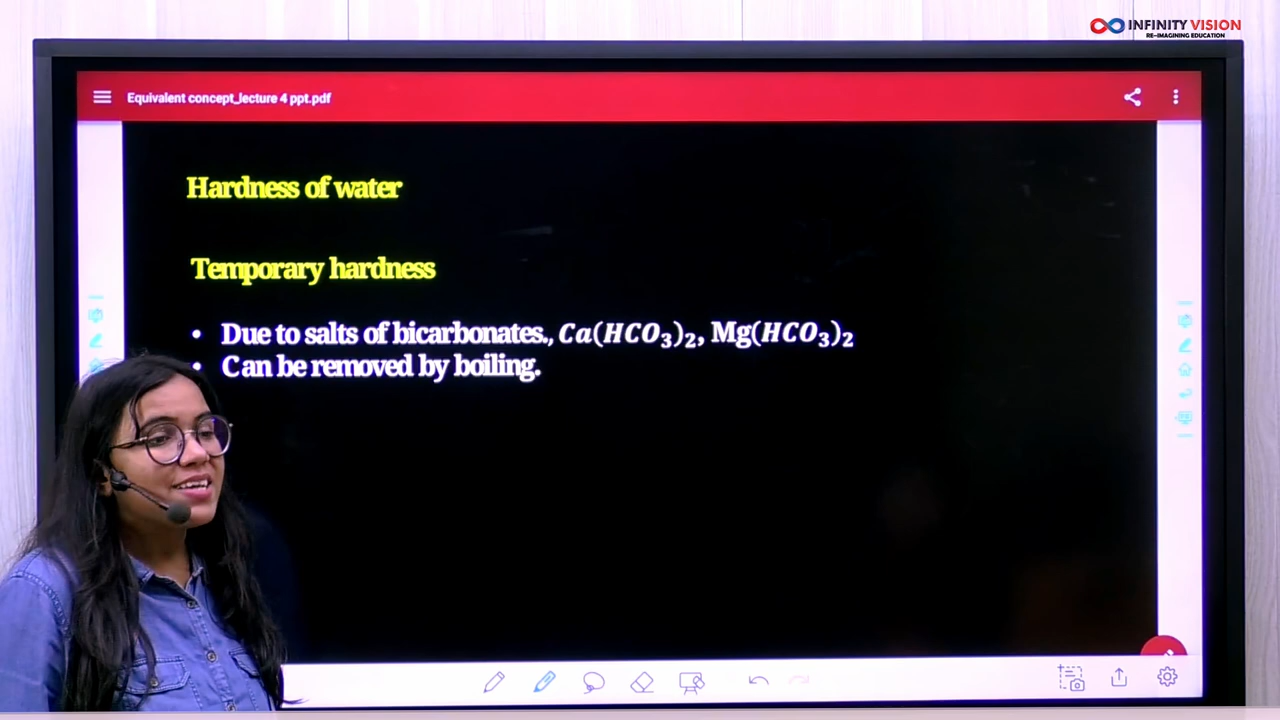 INFINITY VISION
RE-IMAGINING EDUCATION
Equivalent concept_lecture 4 ppt.pdf
Hardness of water
Temporary hardness
• Due to salts of bicarbonates., Ca(HCO₃)₂, Mg(HCO₃)₂
• Can be removed by boiling.